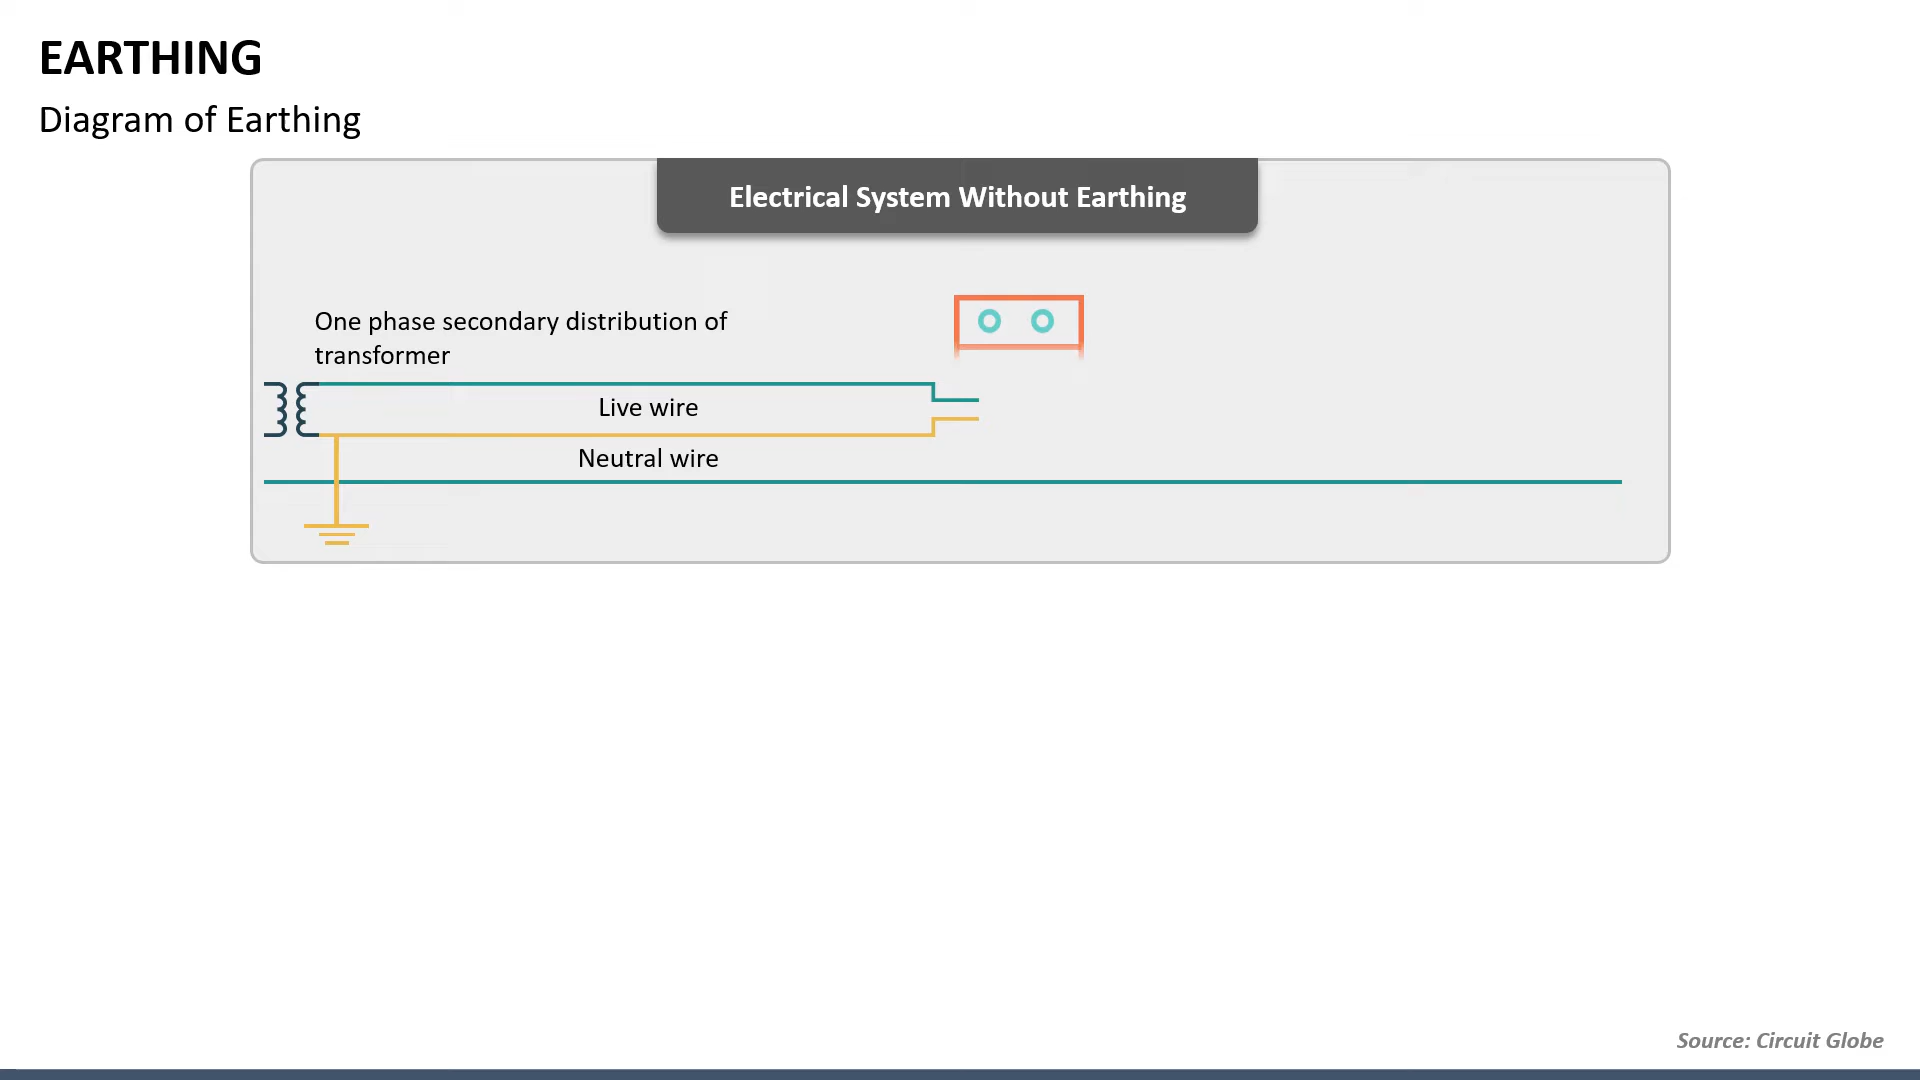 EARTHING
Diagram of Earthing
Electrical System Without Earthing
One phase secondary distribution of
transformer
Live wire
Neutral wire
Source: Circuit Globe